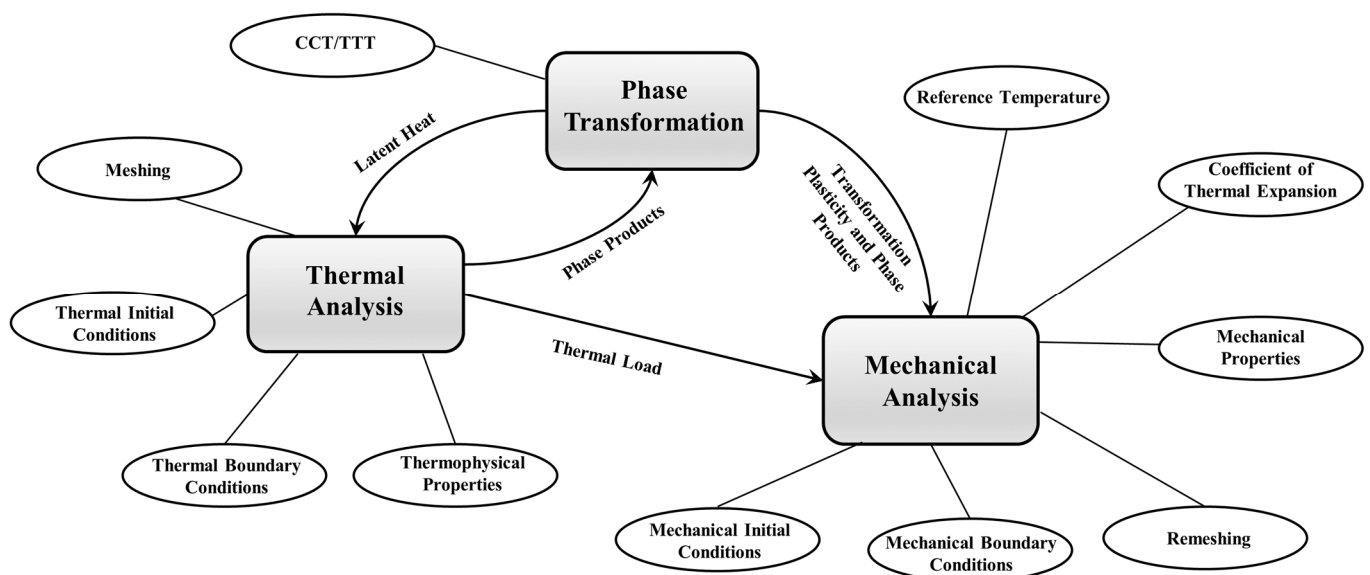 CCT/TTT
Phase
Transformation
Reference Temperature
Latent Heat
Meshing
Coefficient of
Thermal Expansion
Transformation
Plasticity and Phase
Products
Phase Products
Thermal
Analysis
Thermal Initial
Conditions
Thermal Load
Mechanical
Properties
Mechanical
Analysis
Thermal Boundary
Conditions
Thermophysical
Properties
Mechanical Initial
Conditions
Mechanical Boundary
Conditions
Remeshing